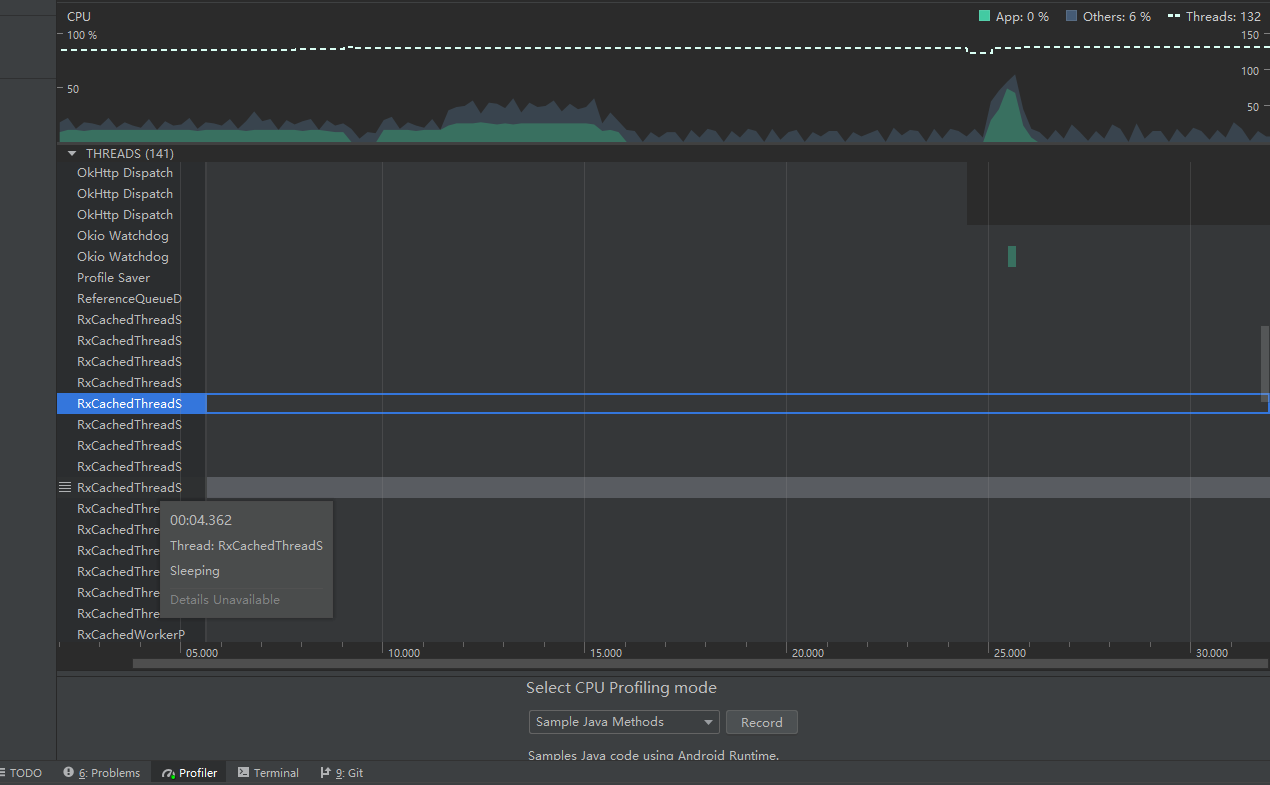 CPU
App: 0 %
Others: 6 %
Threads: 132
100 %
150
100
50
50
THREADS (141)
OkHttp Dispatch
OkHttp Dispatch
OkHttp Dispatch
Okio Watchdog
Okio Watchdog
Profile Saver
ReferenceQueueD
RxCachedThreadS
RxCachedThreadS
RxCachedThreadS
RxCachedThreadS
RxCachedThreadS
RxCachedThreadS
RxCachedThreadS
RxCachedThreadS
RxCachedThreadS
RxCachedThre
RxCachedThre
RxCachedThre
RxCachedThre
RxCachedThre
RxCachedThre
RxCachedWorkerP
00:04.362
Thread: RxCachedThreadS
Sleeping
Details Unavailable
05.000
10.000
15.000
20.000
25.000
30.000
Select CPU Profiling mode
Sample Java Methods
Record
Samples Java code using Android Runtime.
TODO
6: Problems
Profiler
Terminal
9: Git